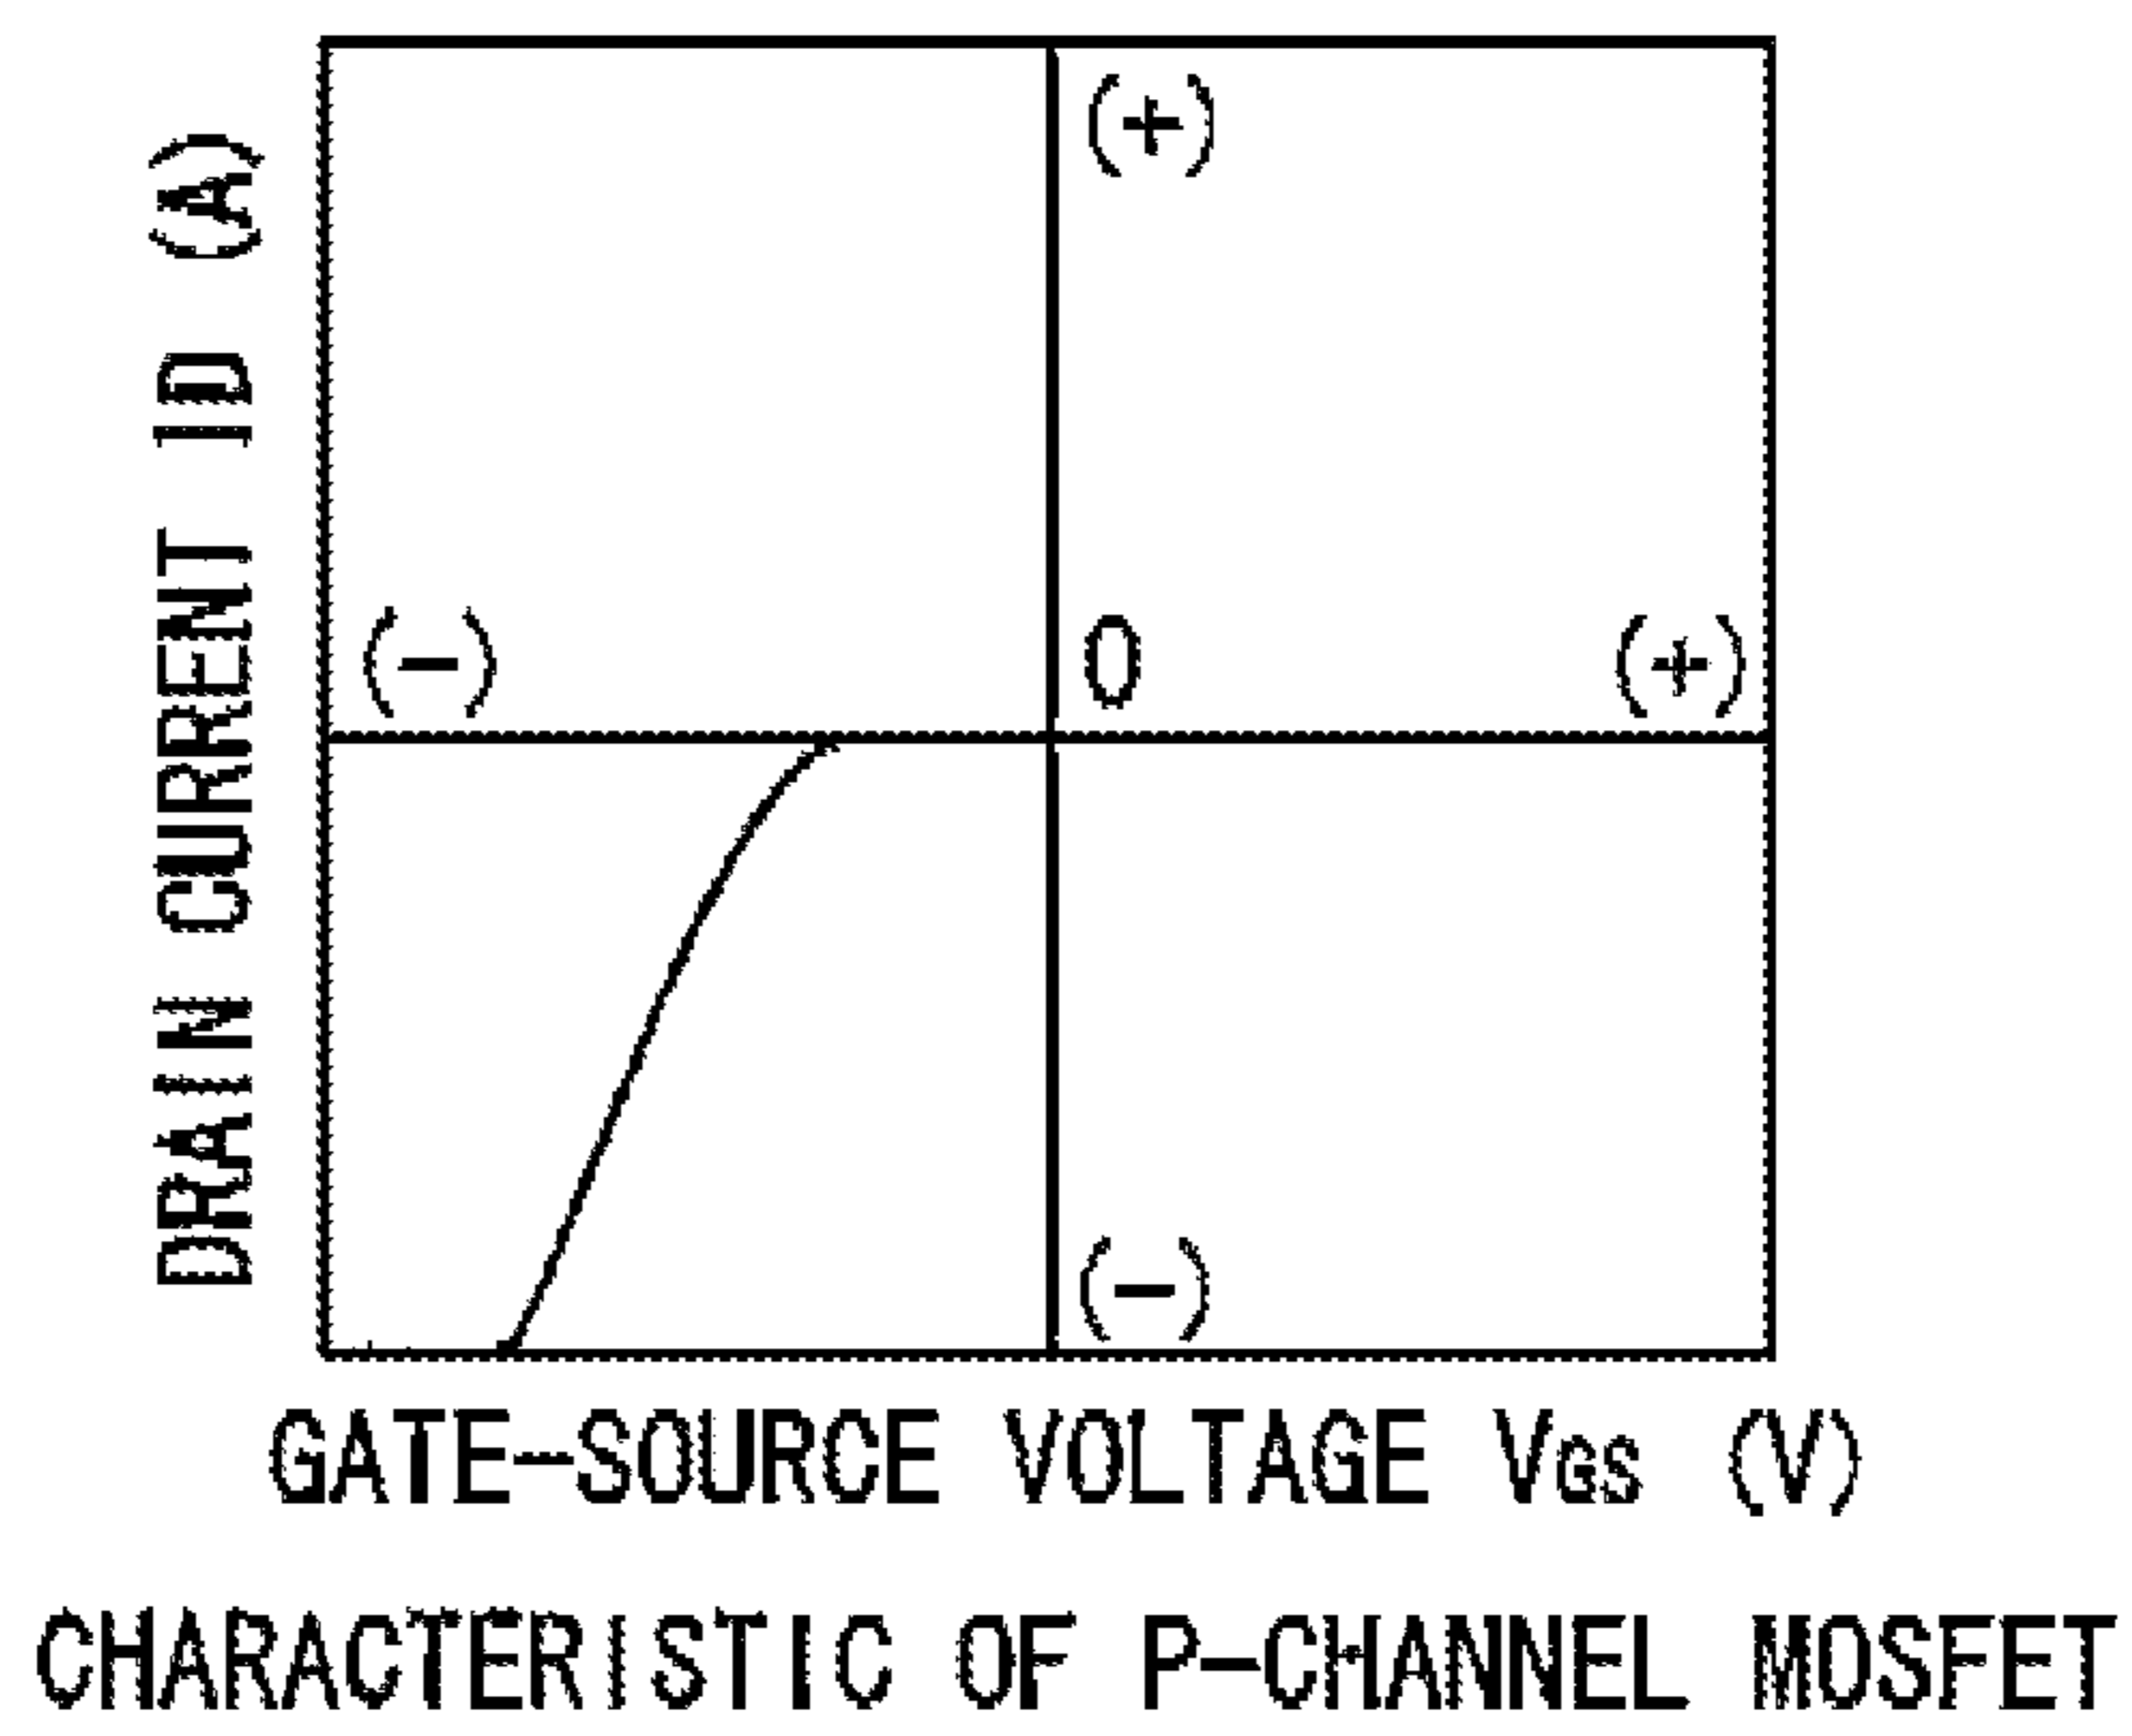 DRAIN CURRENT ID (A)
(+)
(-) 0 (+)
(-)
GATE-SOURCE VOLTAGE VGS (V)
CHARACTERISTIC OF P-CHANNEL MOSFET